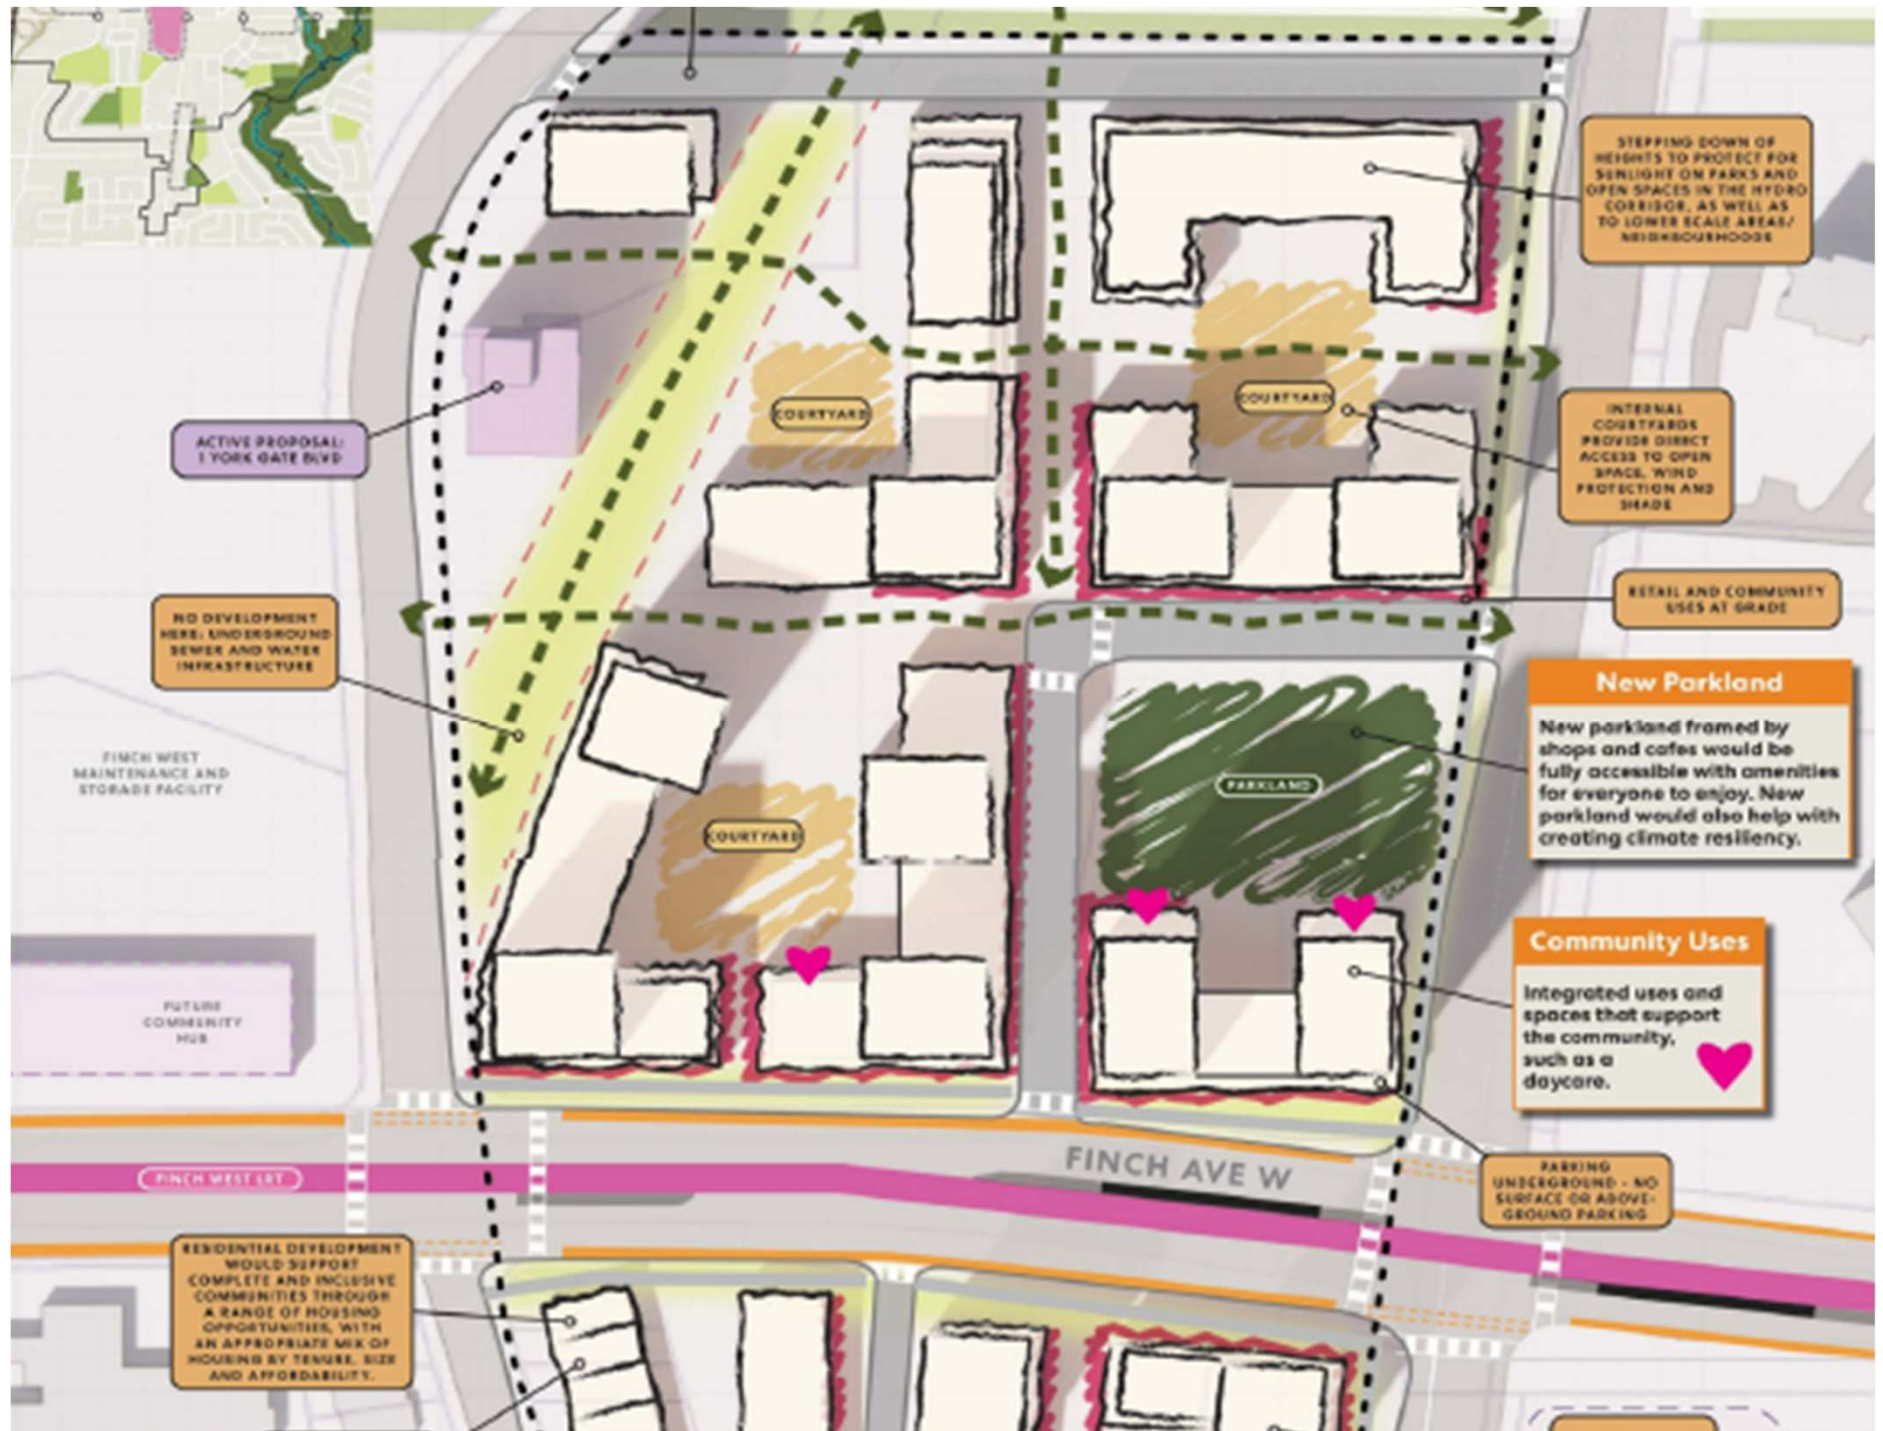 STEPPING DOWN OF
HEIGHTS TO PROTECT FOR
SUNLIGHT ON PARKS AND
OPEN SPACES IN THE HYDRO
CORRIDOR, AS WELL AS
TO LOWER SCALE AREAS/
NEIGHBOURHOODS
COURTYARD
COURTYARD
INTERNAL
COURTYARDS
PROVIDE DIRECT
ACCESS TO OPEN
SPACE, WIND
PROTECTION AND
SHADE
ACTIVE PROPOSAL:
1 YORK GATE BLVD
RETAIL AND COMMUNITY
USES AT GRADE
NO DEVELOPMENT
HERE: UNDERGROUND
SEWER AND WATER
INFRASTRUCTURE
New Parkland
New parkland framed by
shops and cafes would be
fully accessible with amenities
for everyone to enjoy. New
parkland would also help with
creating climate resiliency.
FINCH WEST
MAINTENANCE AND
STORAGE FACILITY
PARKLAND
COURTYARD
Community Uses
Integrated uses and
spaces that support
the community,
such as a
daycare.
FUTURE
COMMUNITY
HUB
FINCH AVE W
FINCH WEST LRT
PARKING
UNDERGROUND - NO
SURFACE OR ABOVE-
GROUND PARKING
RESIDENTIAL DEVELOPMENT
WOULD SUPPORT
COMPLETE AND INCLUSIVE
COMMUNITIES THROUGH
A RANGE OF HOUSING
OPPORTUNITIES, WITH
AN APPROPRIATE MIX OF
HOUSING BY TENURE, SIZE
AND AFFORDABILITY.